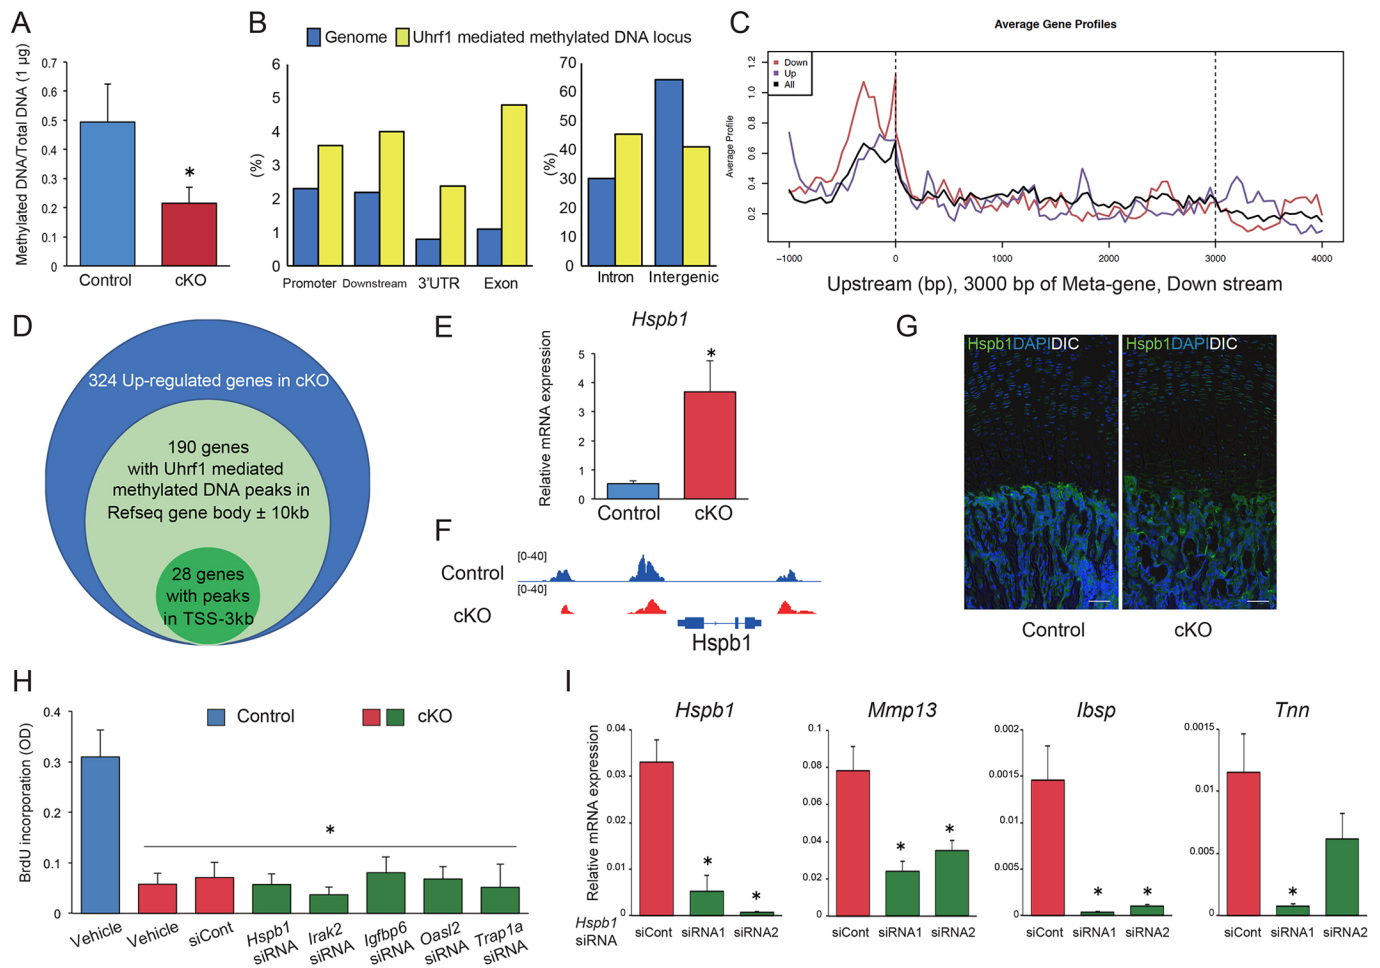 A
Methylated DNA/Total DNA (1 µg)
0.7
0.6
0.5
0.4
0.3
0.2
0.1
0
*
Control
cKO
B
Genome
Uhrf1 mediated methylated DNA locus
(%)
6
5
4
3
2
1
0
Promoter
Downstream
3'UTR
Exon
(%)
70
60
50
40
30
20
10
0
Intron
Intergenic
C
Average Gene Profiles
Down
Up
All
Average Profile
1.2
1.0
0.8
0.6
0.4
0.2
−1000
0
1000
2000
3000
4000
Upstream (bp), 3000 bp of Meta-gene, Down stream
D
324 Up-regulated genes in cKO
190 genes
with Uhrf1 mediated
methylated DNA peaks in
Refseq gene body ± 10kb
28 genes
with peaks
in TSS-3kb
E
Hspb1
Relative mRNA expression
5
4
3
2
1
0
*
Control
cKO
F
Control
[0-40]
cKO
[0-40]
Hspb1
G
Hspb1DAPIDIC
Hspb1DAPIDIC
Control
cKO
H
Control
cKO
BrdU incorporation (OD)
0.4
0.3
0.2
0.1
0
*
Vehicle
Vehicle
siCont
Hspb1
siRNA
Irak2
siRNA
Igfbp6
siRNA
Oasl2
siRNA
Trap1a
siRNA
I
Relative mRNA expression
Hspb1
siRNA
Hspb1
0.04
0.03
0.02
0.01
0
*
*
siCont
siRNA1
siRNA2
Mmp13
0.1
0.08
0.06
0.04
0.02
0
*
*
siCont
siRNA1
siRNA2
Ibsp
0.002
0.0015
0.001
0.0005
0
*
*
siCont
siRNA1
siRNA2
Tnn
0.0015
0.01
0.005
0
*
siCont
siRNA1
siRNA2